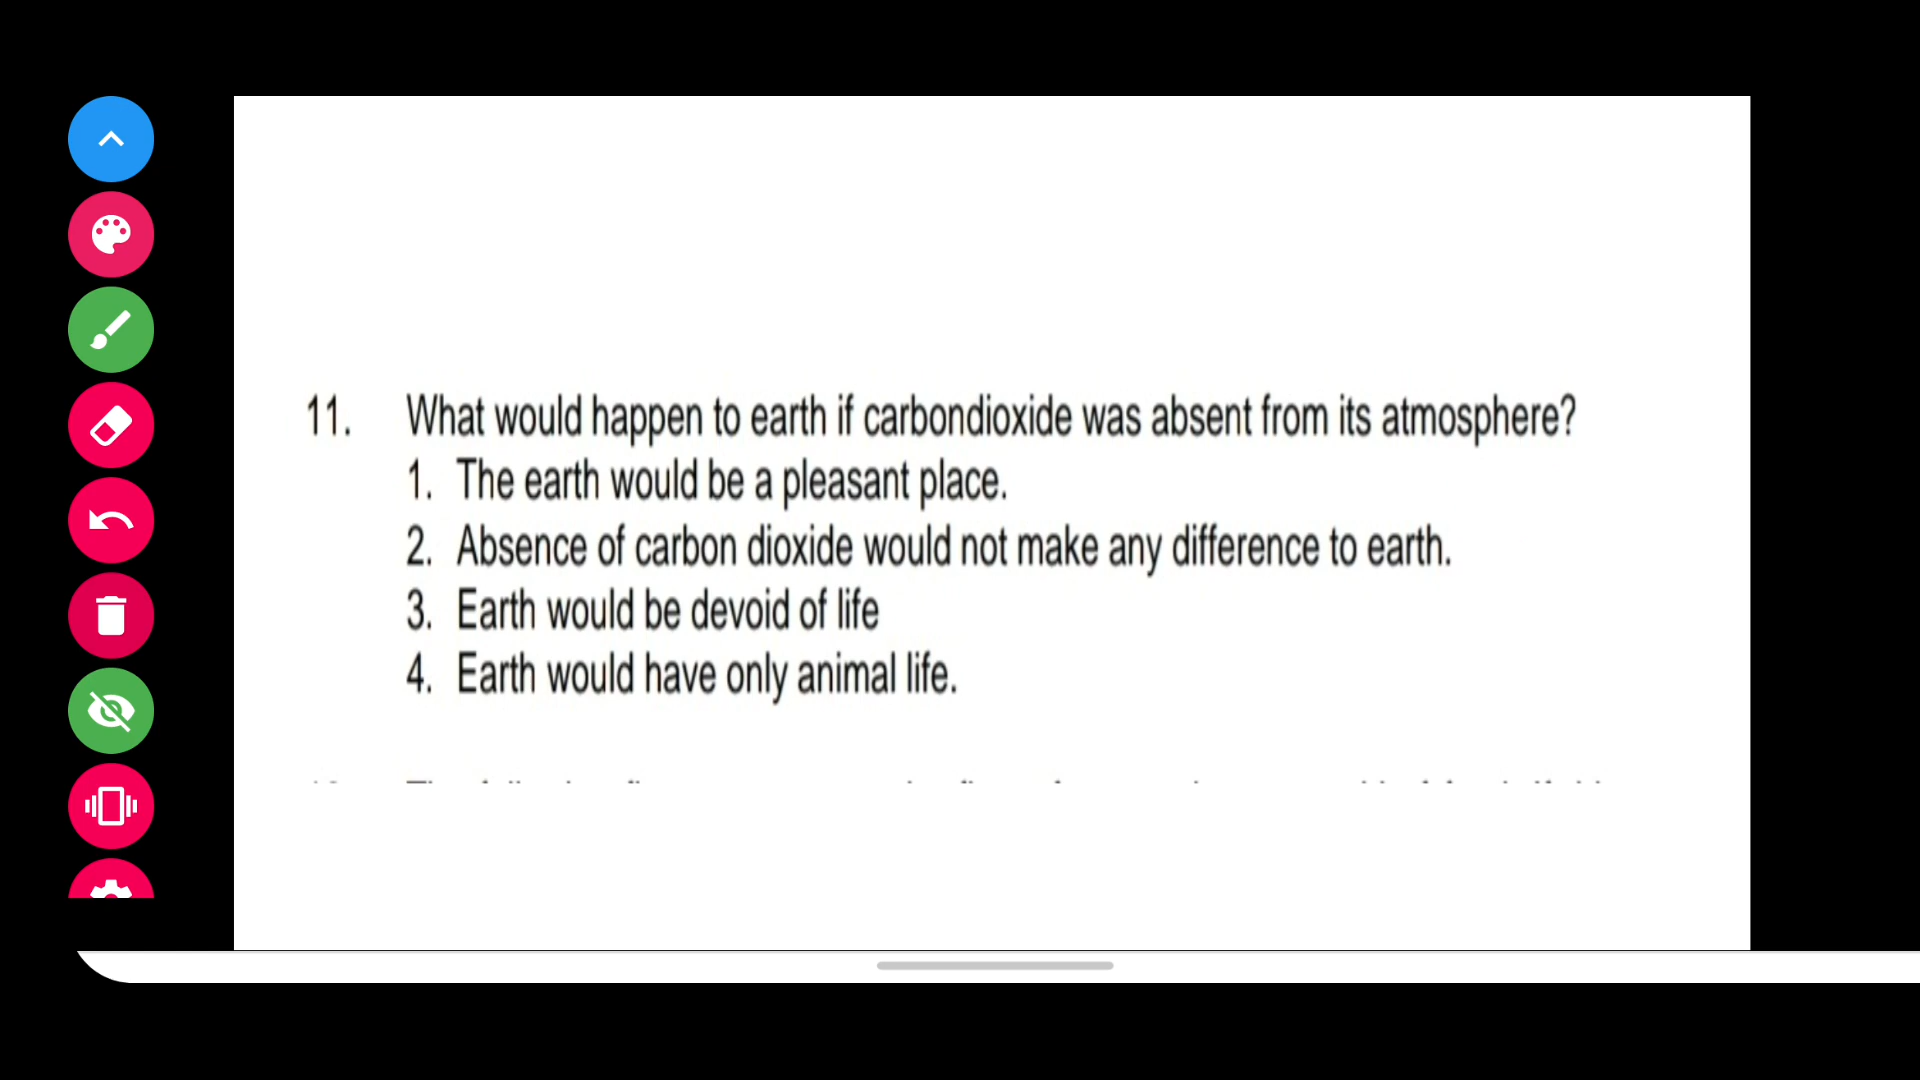 11. What would happen to earth if carbondioxide was absent from its atmosphere?
1. The earth would be a pleasant place.
2. Absence of carbon dioxide would not make any difference to earth.
3. Earth would be devoid of life
4. Earth would have only animal life.